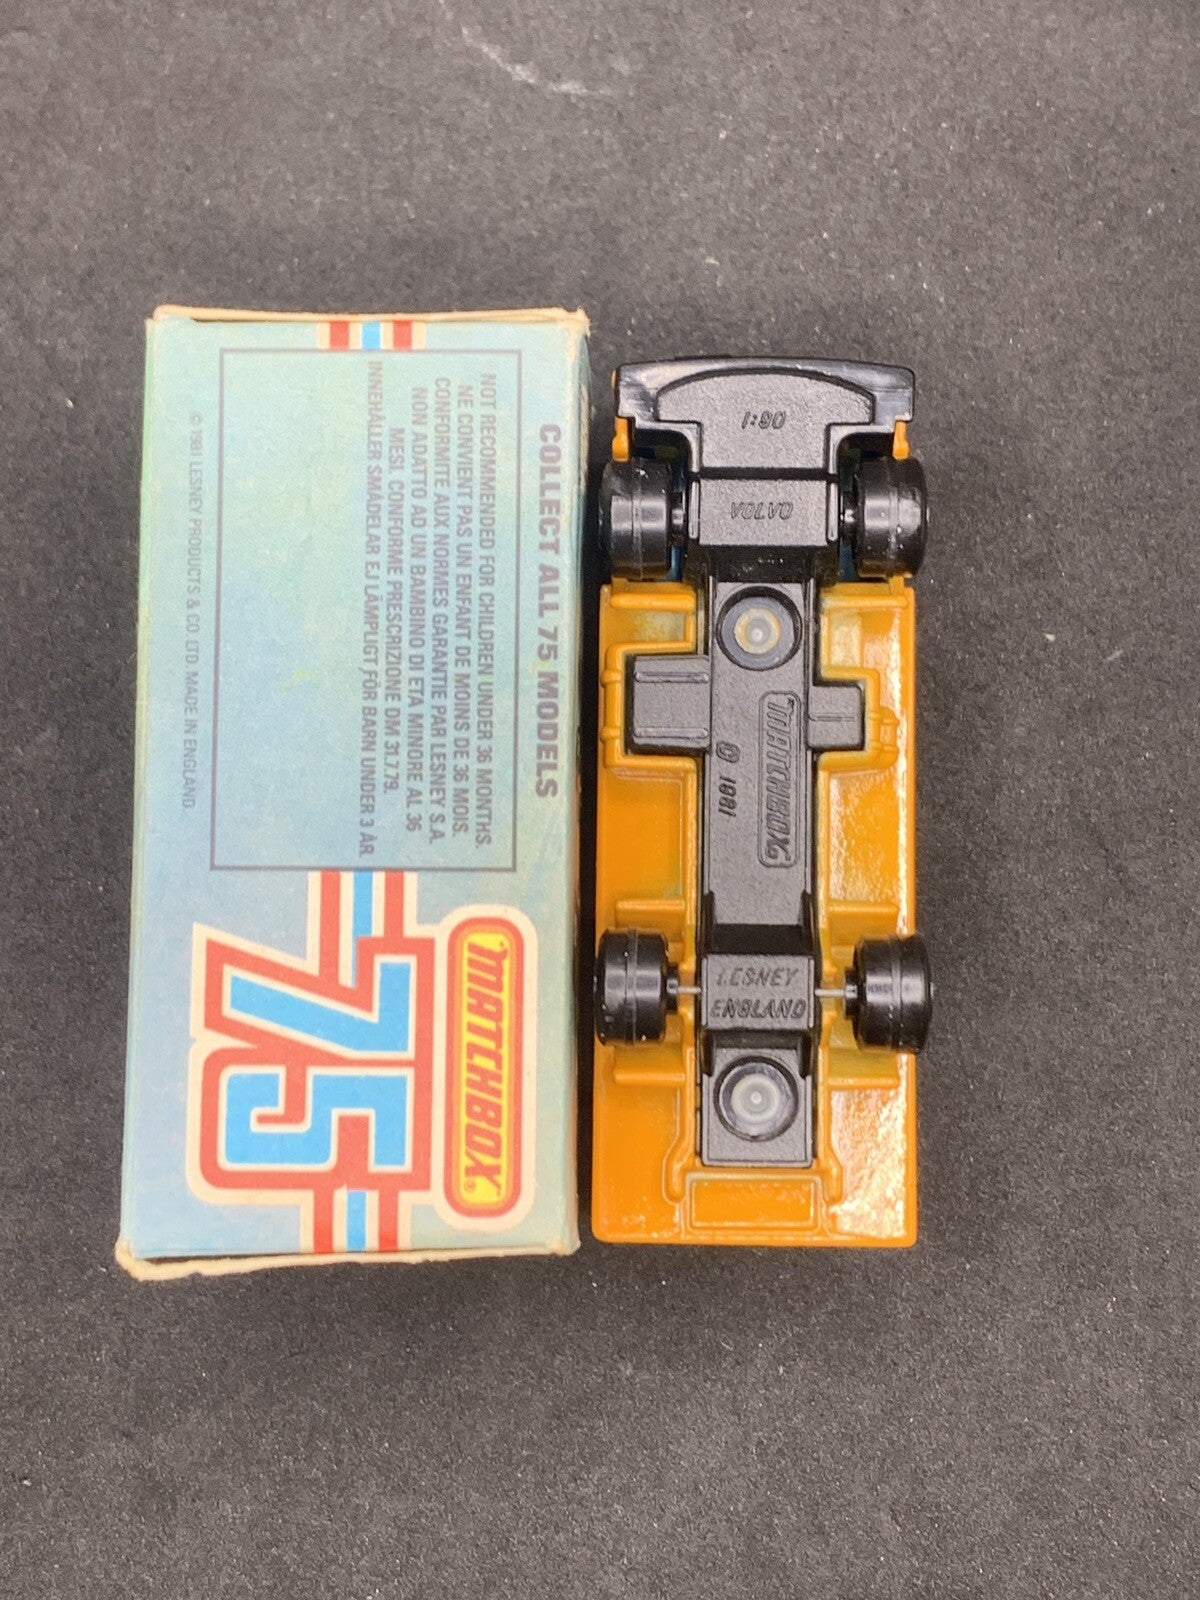 COLLECT ALL 75 MODELS
NOT RECOMMENDED FOR CHILDREN UNDER 36 MONTHS.
NE CONVIENT PAS UN ENFANT DE MOINS DE 36 MOIS.
CONFORMITE AUX NORMES GARANTIE PAR LESNEY S.A.
NON ADATTO AD UN BAMBINO DI ETA MINORE AL 36
MESI. CONFORME PRESCRIZIONE DM 31.7.79.
INNEHÅLLER SMÅDELAR EJ LÄMPLIGT FÖR BARN UNDER 3 ÅR.
© 1981 LESNEY PRODUCTS & CO. LTD. MADE IN ENGLAND
MATCHBOX®
75
1:90
VOLVO
"MATCHBOX"
© 1981
LESNEY
ENGLAND